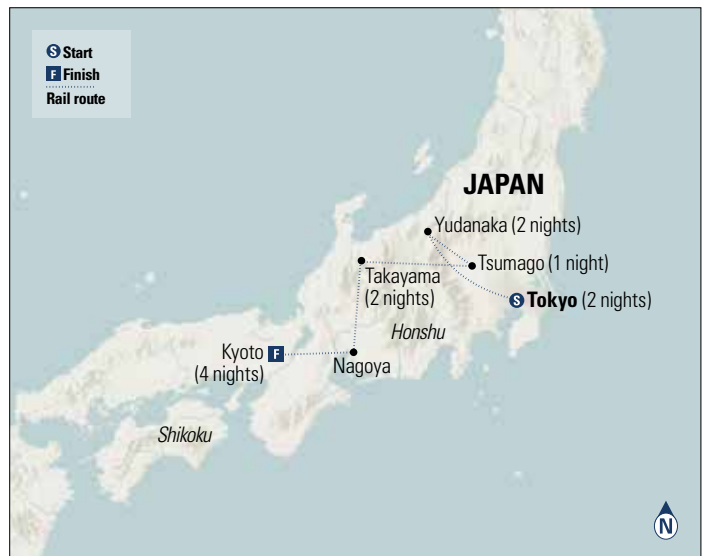 S Start
F Finish
Rail route
JAPAN
Yudanaka (2 nights)
Tsumago (1 night)
Takayama
(2 nights)
S Tokyo (2 nights)
Honshu
Kyoto F
(4 nights)
Nagoya
Shikoku
N